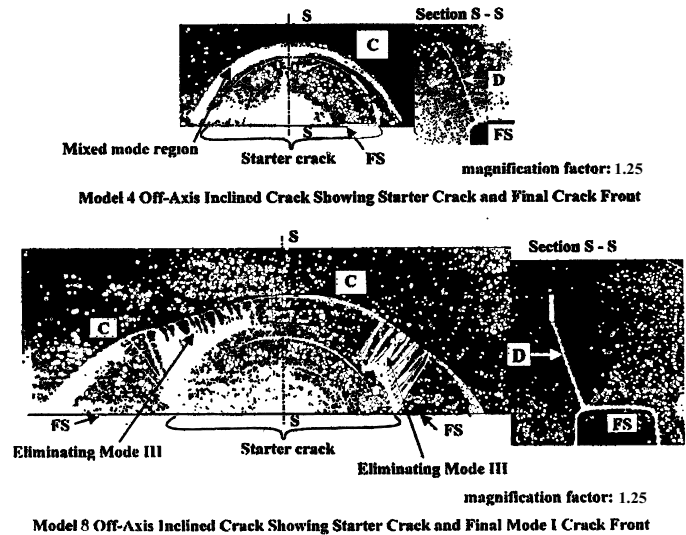 S
Section S - S
C
D
FS
S
Mixed mode region
Starter crack
FS
magnification factor: 1.25
Model 4 Off-Axis Inclined Crack Showing Starter Crack and Final Crack Front
S
Section S - S
C
C
D
FS
S
FS
FS
Eliminating Mode III
Starter crack
Eliminating Mode III
magnification factor: 1.25
Model 8 Off-Axis Inclined Crack Showing Starter Crack and Final Mode I Crack Front